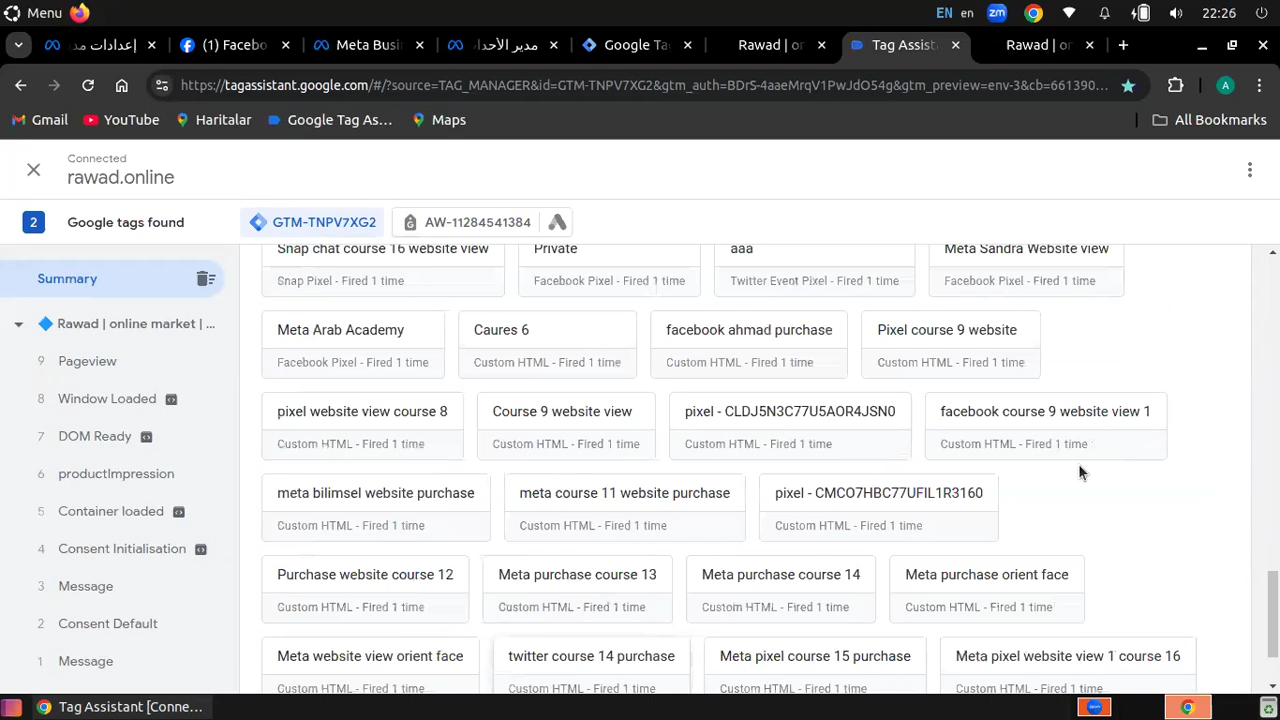 Menu
EN en zm 22:26
إعدادات مد
(1) Facebo
Meta Busi
مدير الأحدا
Google Ta
Rawad | or
Tag Assis
Rawad | or
https://tagassistant.google.com/#/?source=TAG_MANAGER&id=GTM-TNPV7XG2&gtm_auth=BDrS-4aaeMrqV1PwJdO54g&gtm_preview=env-3&cb=661390... A
Gmail YouTube Haritalar Google Tag As... Maps All Bookmarks
Connected
rawad.online
2 Google tags found GTM-TNPV7XG2 AW-11284541384
Summary
Rawad | online market | ...
9 Pageview
8 Window Loaded
7 DOM Ready
6 productImpression
5 Container loaded
4 Consent Initialisation
3 Message
2 Consent Default
1 Message
Snap chat course 16 website view Private aaa Meta Sandra Website view
Snap Pixel - Fired 1 time Facebook Pixel - Fired 1 time Twitter Event Pixel - Fired 1 time Facebook Pixel - Fired 1 time
Meta Arab Academy Caures 6 facebook ahmad purchase Pixel course 9 website
Facebook Pixel - Fired 1 time Custom HTML - Fired 1 time Custom HTML - Fired 1 time Custom HTML - Fired 1 time
pixel website view course 8 Course 9 website view pixel - CLDJ5N3C77U5AOR4JSN0 facebook course 9 website view 1
Custom HTML - Fired 1 time Custom HTML - Fired 1 time Custom HTML - Fired 1 time Custom HTML - Fired 1 time
meta bilimsel website purchase meta course 11 website purchase pixel - CMCO7HBC77UFIL1R3160
Custom HTML - Fired 1 time Custom HTML - Fired 1 time Custom HTML - Fired 1 time
Purchase website course 12 Meta purchase course 13 Meta purchase course 14 Meta purchase orient face
Custom HTML - Fired 1 time Custom HTML - Fired 1 time Custom HTML - Fired 1 time Custom HTML - Fired 1 time
Meta website view orient face twitter course 14 purchase Meta pixel course 15 purchase Meta pixel website view 1 course 16
Custom HTML - Fired 1 time Custom HTML - Fired 1 time Custom HTML - Fired 1 time Custom HTML - Fired 1 time
Tag Assistant [Conne...